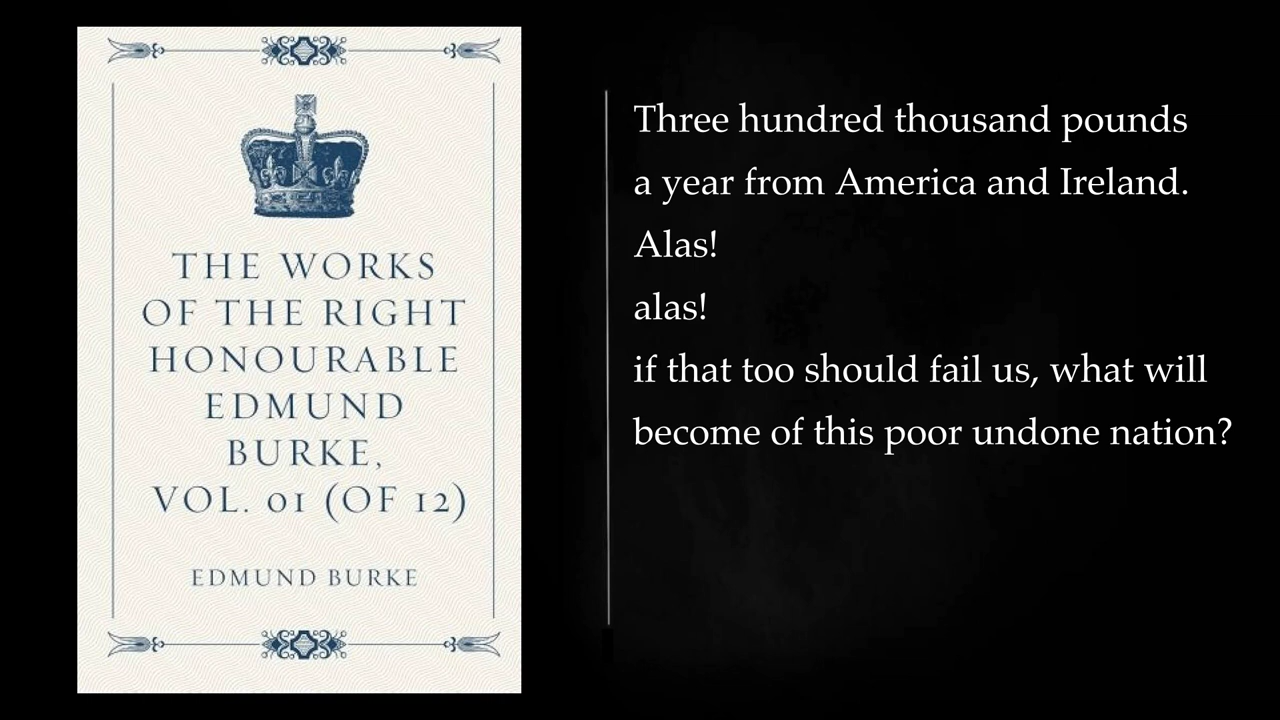 THE WORKS
OF THE RIGHT
HONOURABLE
EDMUND
BURKE,
VOL. 01 (OF 12)
EDMUND BURKE
Three hundred thousand pounds
a year from America and Ireland.
Alas!
alas!
if that too should fail us, what will
become of this poor undone nation?